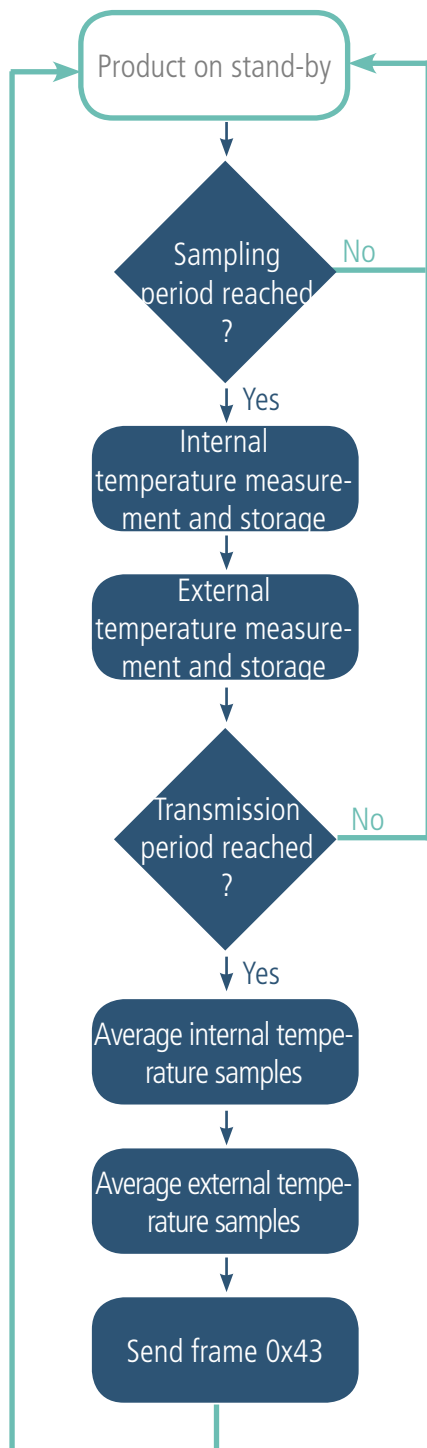 Product on stand-by
Sampling
period reached
?
No
Yes
Internal
temperature measure-
ment and storage
External
temperature measure-
ment and storage
Transmission
period reached
?
No
Yes
Average internal tempe-
rature samples
Average external tempe-
rature samples
Send frame 0x43